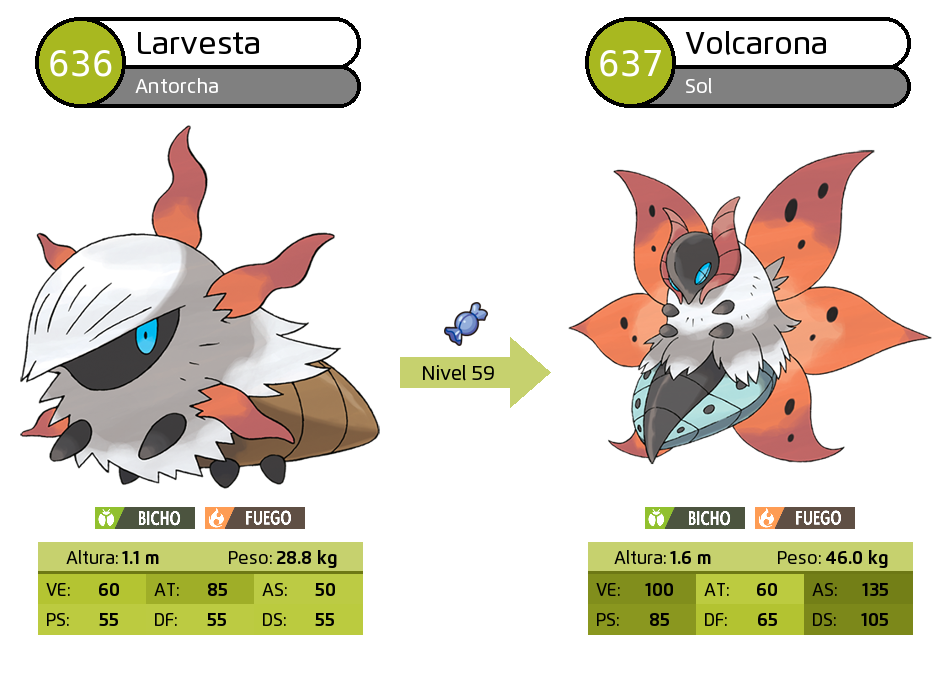 636 Larvesta
Antorcha
637 Volcarona
Sol
Nivel 59
BICHO FUEGO
Altura: 1.1 m Peso: 28.8 kg
VE: 60 AT: 85 AS: 50
PS: 55 DF: 55 DS: 55
BICHO FUEGO
Altura: 1.6 m Peso: 46.0 kg
VE: 100 AT: 60 AS: 135
PS: 85 DF: 65 DS: 105